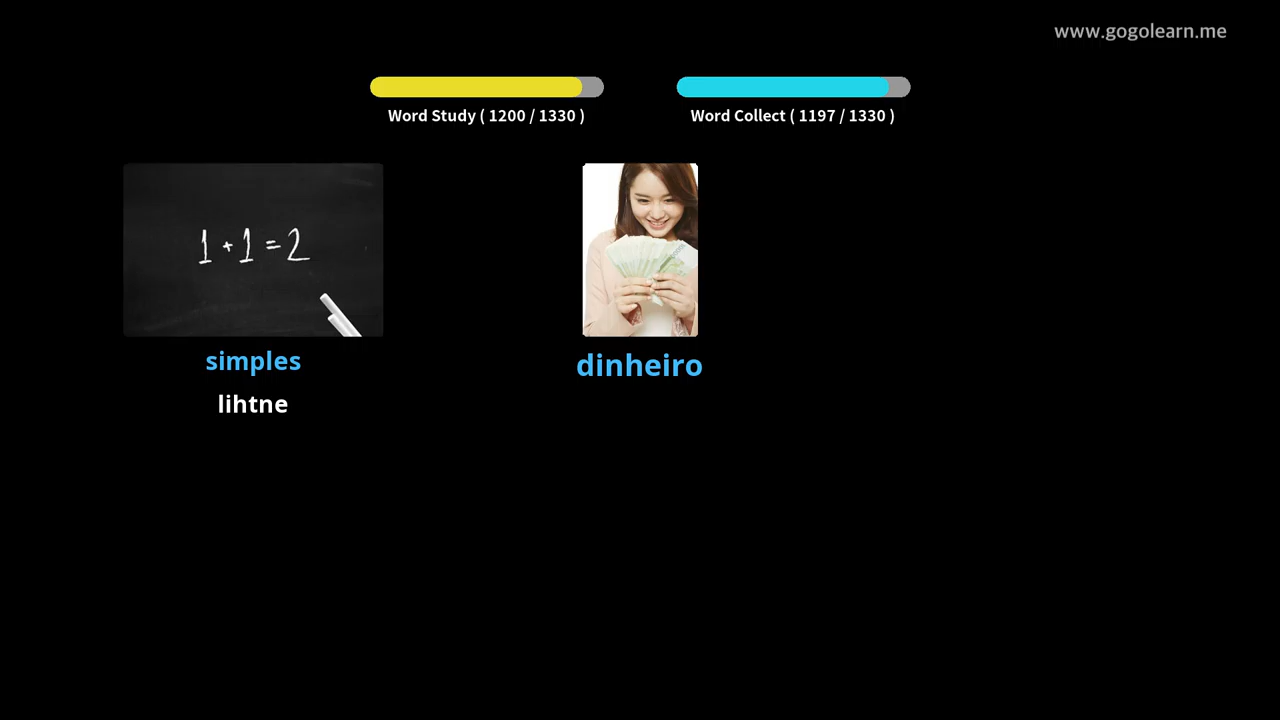 www.gogolearn.me
Word Study ( 1200 / 1330 )
Word Collect ( 1197 / 1330 )
1 + 1 = 2
simples
lihtne
dinheiro